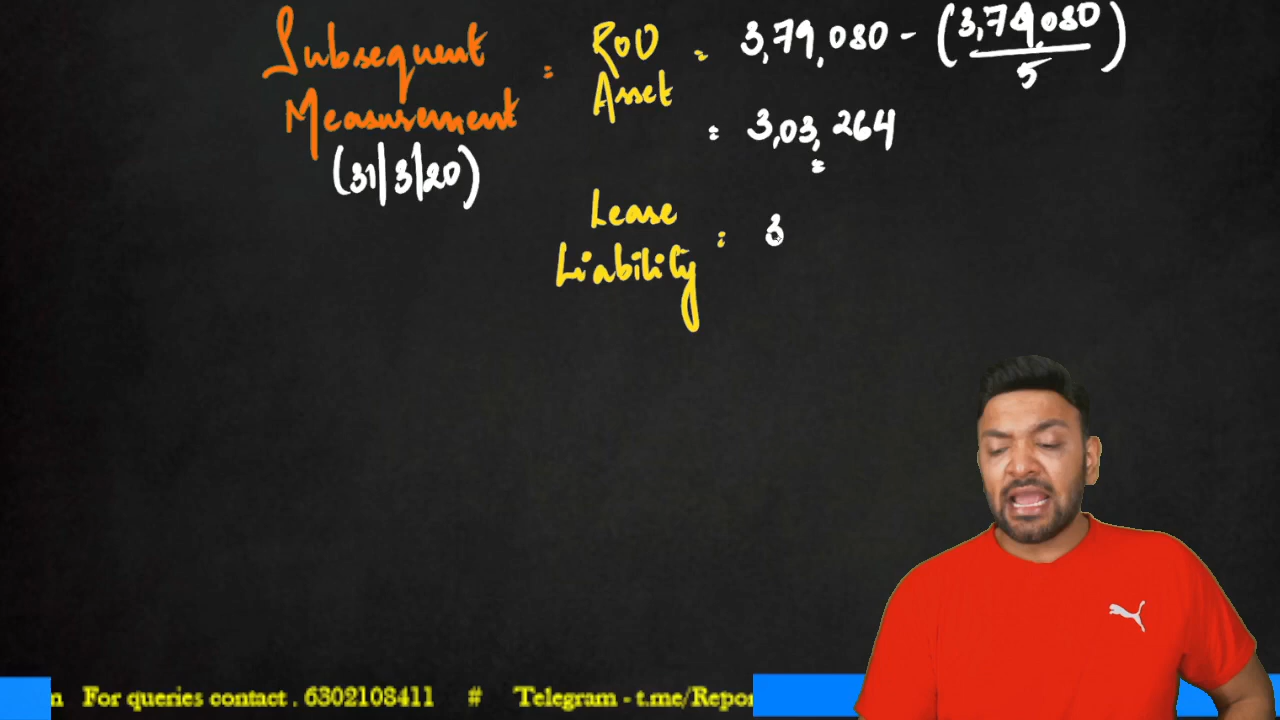 Subsequent Measurement (31/3/20) = ROU Asset = 3,79,080 - (3,79,080 / 5)
= 3,03,264
Lease Liability = 3
For queries contact . 6302108411 # Telegram - t.me/Repor